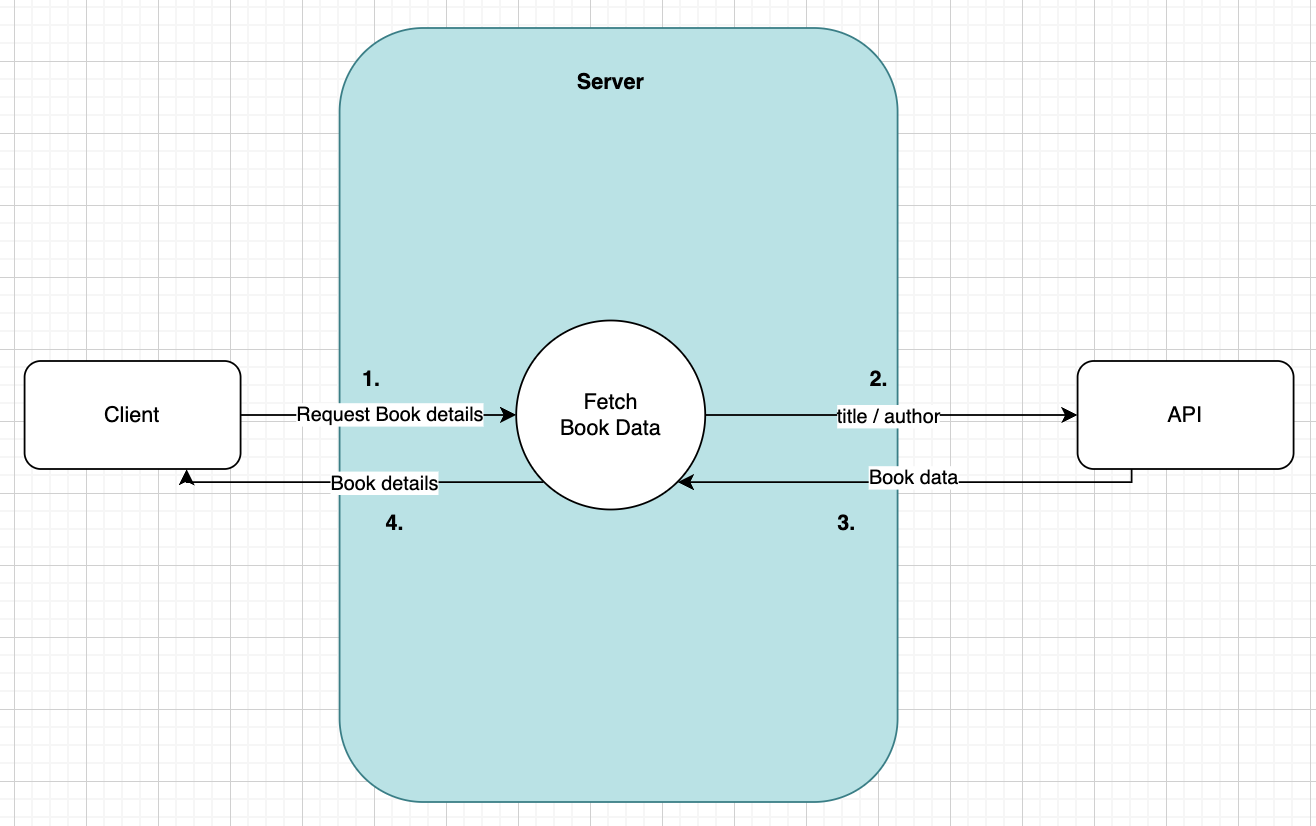 Server
1.
2.
Client
Request Book details
Fetch
Book Data
title / author
API
Book details
Book data
4.
3.